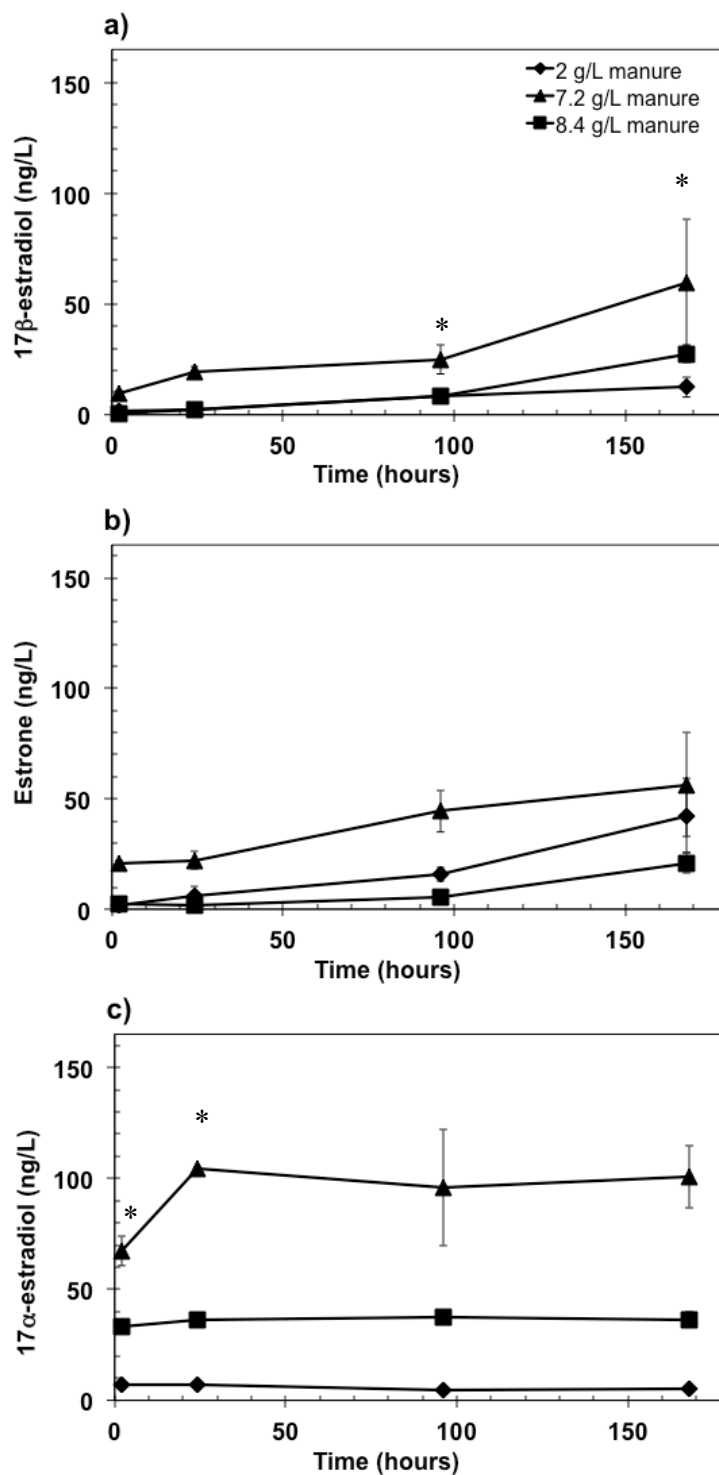 a)
150
100
50
0
17β-estradiol (ng/L)
2 g/L manure
7.2 g/L manure
8.4 g/L manure
*
*
0 50 100 150
Time (hours)
b)
150
100
50
0
Estrone (ng/L)
0 50 100 150
Time (hours)
c)
150
100
50
0
17α-estradiol (ng/L)
*
*
0 50 100 150
Time (hours)